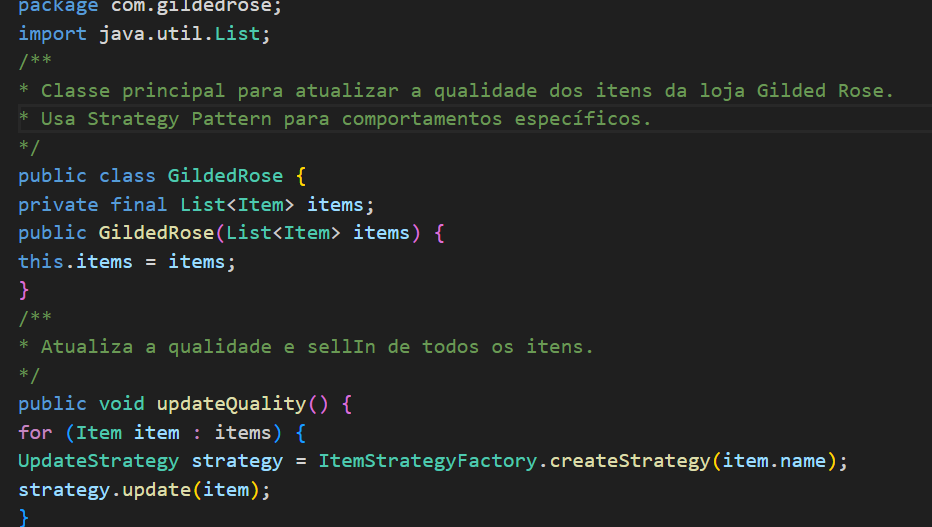 package com.gildedrose;
import java.util.List;
/**
* Classe principal para atualizar a qualidade dos itens da loja Gilded Rose.
* Usa Strategy Pattern para comportamentos específicos.
*/
public class GildedRose {
private final List<Item> items;
public GildedRose(List<Item> items) {
this.items = items;
}
/**
* Atualiza a qualidade e sellIn de todos os itens.
*/
public void updateQuality() {
for (Item item : items) {
UpdateStrategy strategy = ItemStrategyFactory.createStrategy(item.name);
strategy.update(item);
}